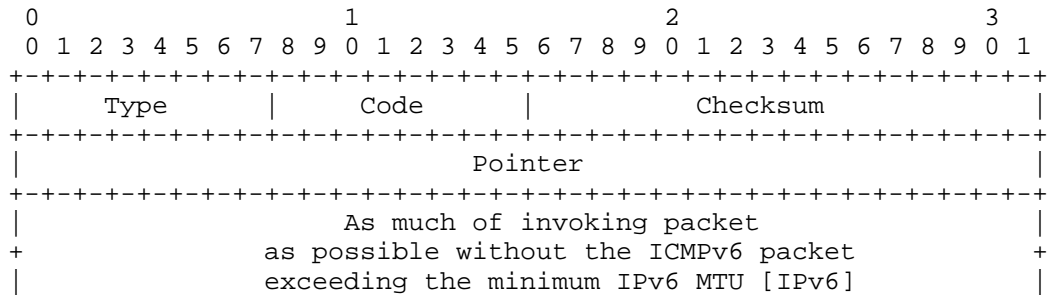 0                   1                   2                   3
 0 1 2 3 4 5 6 7 8 9 0 1 2 3 4 5 6 7 8 9 0 1 2 3 4 5 6 7 8 9 0 1
+-+-+-+-+-+-+-+-+-+-+-+-+-+-+-+-+-+-+-+-+-+-+-+-+-+-+-+-+-+-+-+-+
|     Type      |     Code      |          Checksum             |
+-+-+-+-+-+-+-+-+-+-+-+-+-+-+-+-+-+-+-+-+-+-+-+-+-+-+-+-+-+-+-+-+
|                            Pointer                            |
+-+-+-+-+-+-+-+-+-+-+-+-+-+-+-+-+-+-+-+-+-+-+-+-+-+-+-+-+-+-+-+-+
|                    As much of invoking packet                 |
+               as possible without the ICMPv6 packet           +
|               exceeding the minimum IPv6 MTU [IPv6]           |